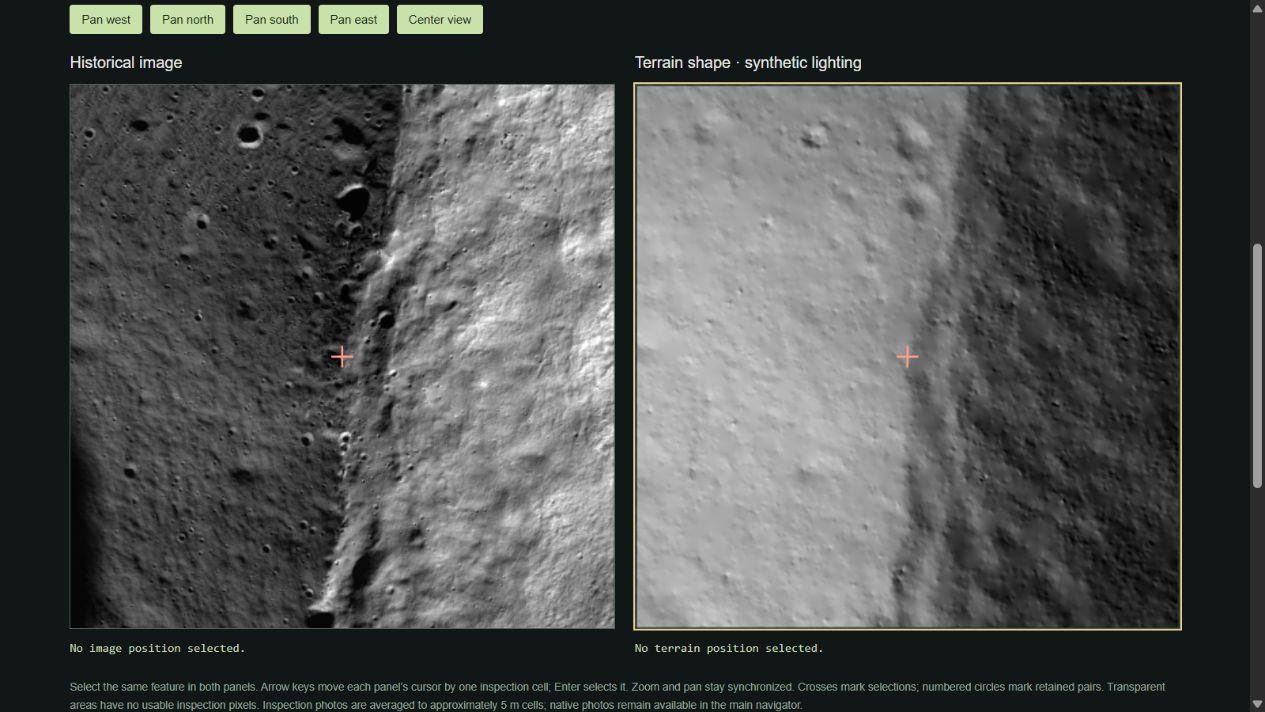 Pan west Pan north Pan south Pan east Center view
Historical image
Terrain shape · synthetic lighting
No image position selected.
No terrain position selected.
Select the same feature in both panels. Arrow keys move each panel's cursor by one inspection cell; Enter selects it. Zoom and pan stay synchronized. Crosses mark selections; numbered circles mark retained pairs. Transparent
areas have no usable inspection pixels. Inspection photos are averaged to approximately 5 m cells; native photos remain available in the main navigator.